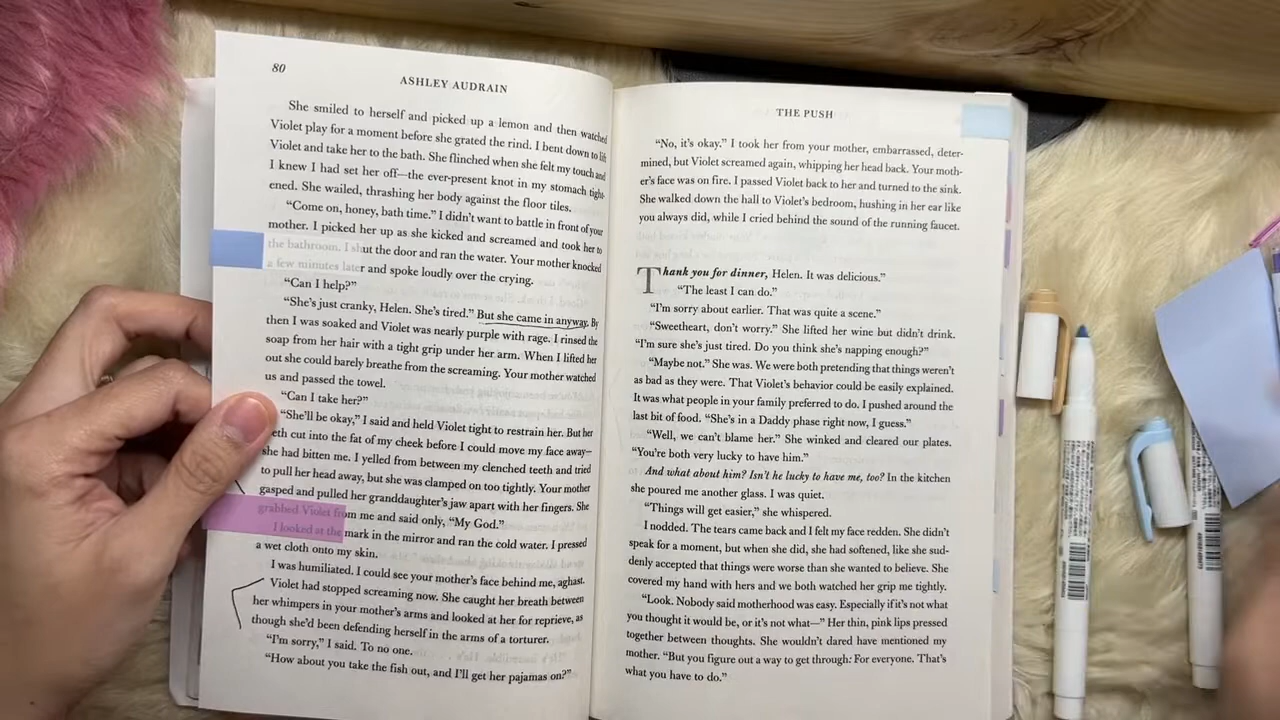 80
ASHLEY AUDRAIN
She smiled to herself and picked up a lemon and then watched
Violet play for a moment before she grated the rind. I bent down to lift
Violet and take her to the bath. She flinched when she felt my touch and
I knew I had set her off—the ever-present knot in my stomach tight-
ened. She wailed, thrashing her body against the floor tiles.
“Come on, honey, bath time.” I didn’t want to battle in front of your
mother. I picked her up as she kicked and screamed and took her to
the bathroom. I shut the door and ran the water. Your mother knocked
a few minutes later and spoke loudly over the crying.
“Can I help?”
“She’s just cranky, Helen. She’s tired.” But she came in anyway. By
then I was soaked and Violet was nearly purple with rage. I rinsed the
soap from her hair with a tight grip under her arm. When I lifted her
out she could barely breathe from the screaming. Your mother watched
us and passed the towel.
“Can I take her?”
“She’ll be okay,” I said and held Violet tight to restrain her. But her
eeth cut into the fat of my cheek before I could move my face away—
she had bitten me. I yelled from between my clenched teeth and tried
to pull her head away, but she was clamped on too tightly. Your mother
gasped and pulled her granddaughter’s jaw apart with her fingers. She
grabbed Violet from me and said only, “My God.”
I looked at the mark in the mirror and ran the cold water. I pressed
a wet cloth onto my skin.
I was humiliated. I could see your mother’s face behind me, aghast.
Violet had stopped screaming now. She caught her breath between
her whimpers in your mother’s arms and looked at her for reprieve, as
though she’d been defending herself in the arms of a torturer.
“I’m sorry,” I said. To no one.
“How about you take the fish out, and I’ll get her pajamas on?”
THE PUSH
“No, it’s okay.” I took her from your mother, embarrassed, deter-
mined, but Violet screamed again, whipping her head back. Your moth-
er’s face was on fire. I passed Violet back to her and turned to the sink.
She walked down the hall to Violet’s bedroom, hushing in her ear like
you always did, while I cried behind the sound of the running faucet.
Thank you for dinner, Helen. It was delicious.”
“The least I can do.”
“I’m sorry about earlier. That was quite a scene.”
“Sweetheart, don’t worry.” She lifted her wine but didn’t drink.
“I’m sure she’s just tired. Do you think she’s napping enough?”
“Maybe not.” She was. We were both pretending that things weren’t
as bad as they were. That Violet’s behavior could be easily explained.
It was what people in your family preferred to do. I pushed around the
last bit of food. “She’s in a Daddy phase right now, I guess.”
“Well, we can’t blame her.” She winked and cleared our plates.
“You’re both very lucky to have him.”
And what about him? Isn’t he lucky to have me, too? In the kitchen
she poured me another glass. I was quiet.
“Things will get easier,” she whispered.
I nodded. The tears came back and I felt my face redden. She didn’t
speak for a moment, but when she did, she had softened, like she sud-
denly accepted that things were worse than she wanted to believe. She
covered my hand with hers and we both watched her grip me tightly.
“Look. Nobody said motherhood was easy. Especially if it’s not what
you thought it would be, or it’s not what—” Her thin, pink lips pressed
together between thoughts. She wouldn’t dared have mentioned my
mother. “But you figure out a way to get through. For everyone. That’s
what you have to do.”